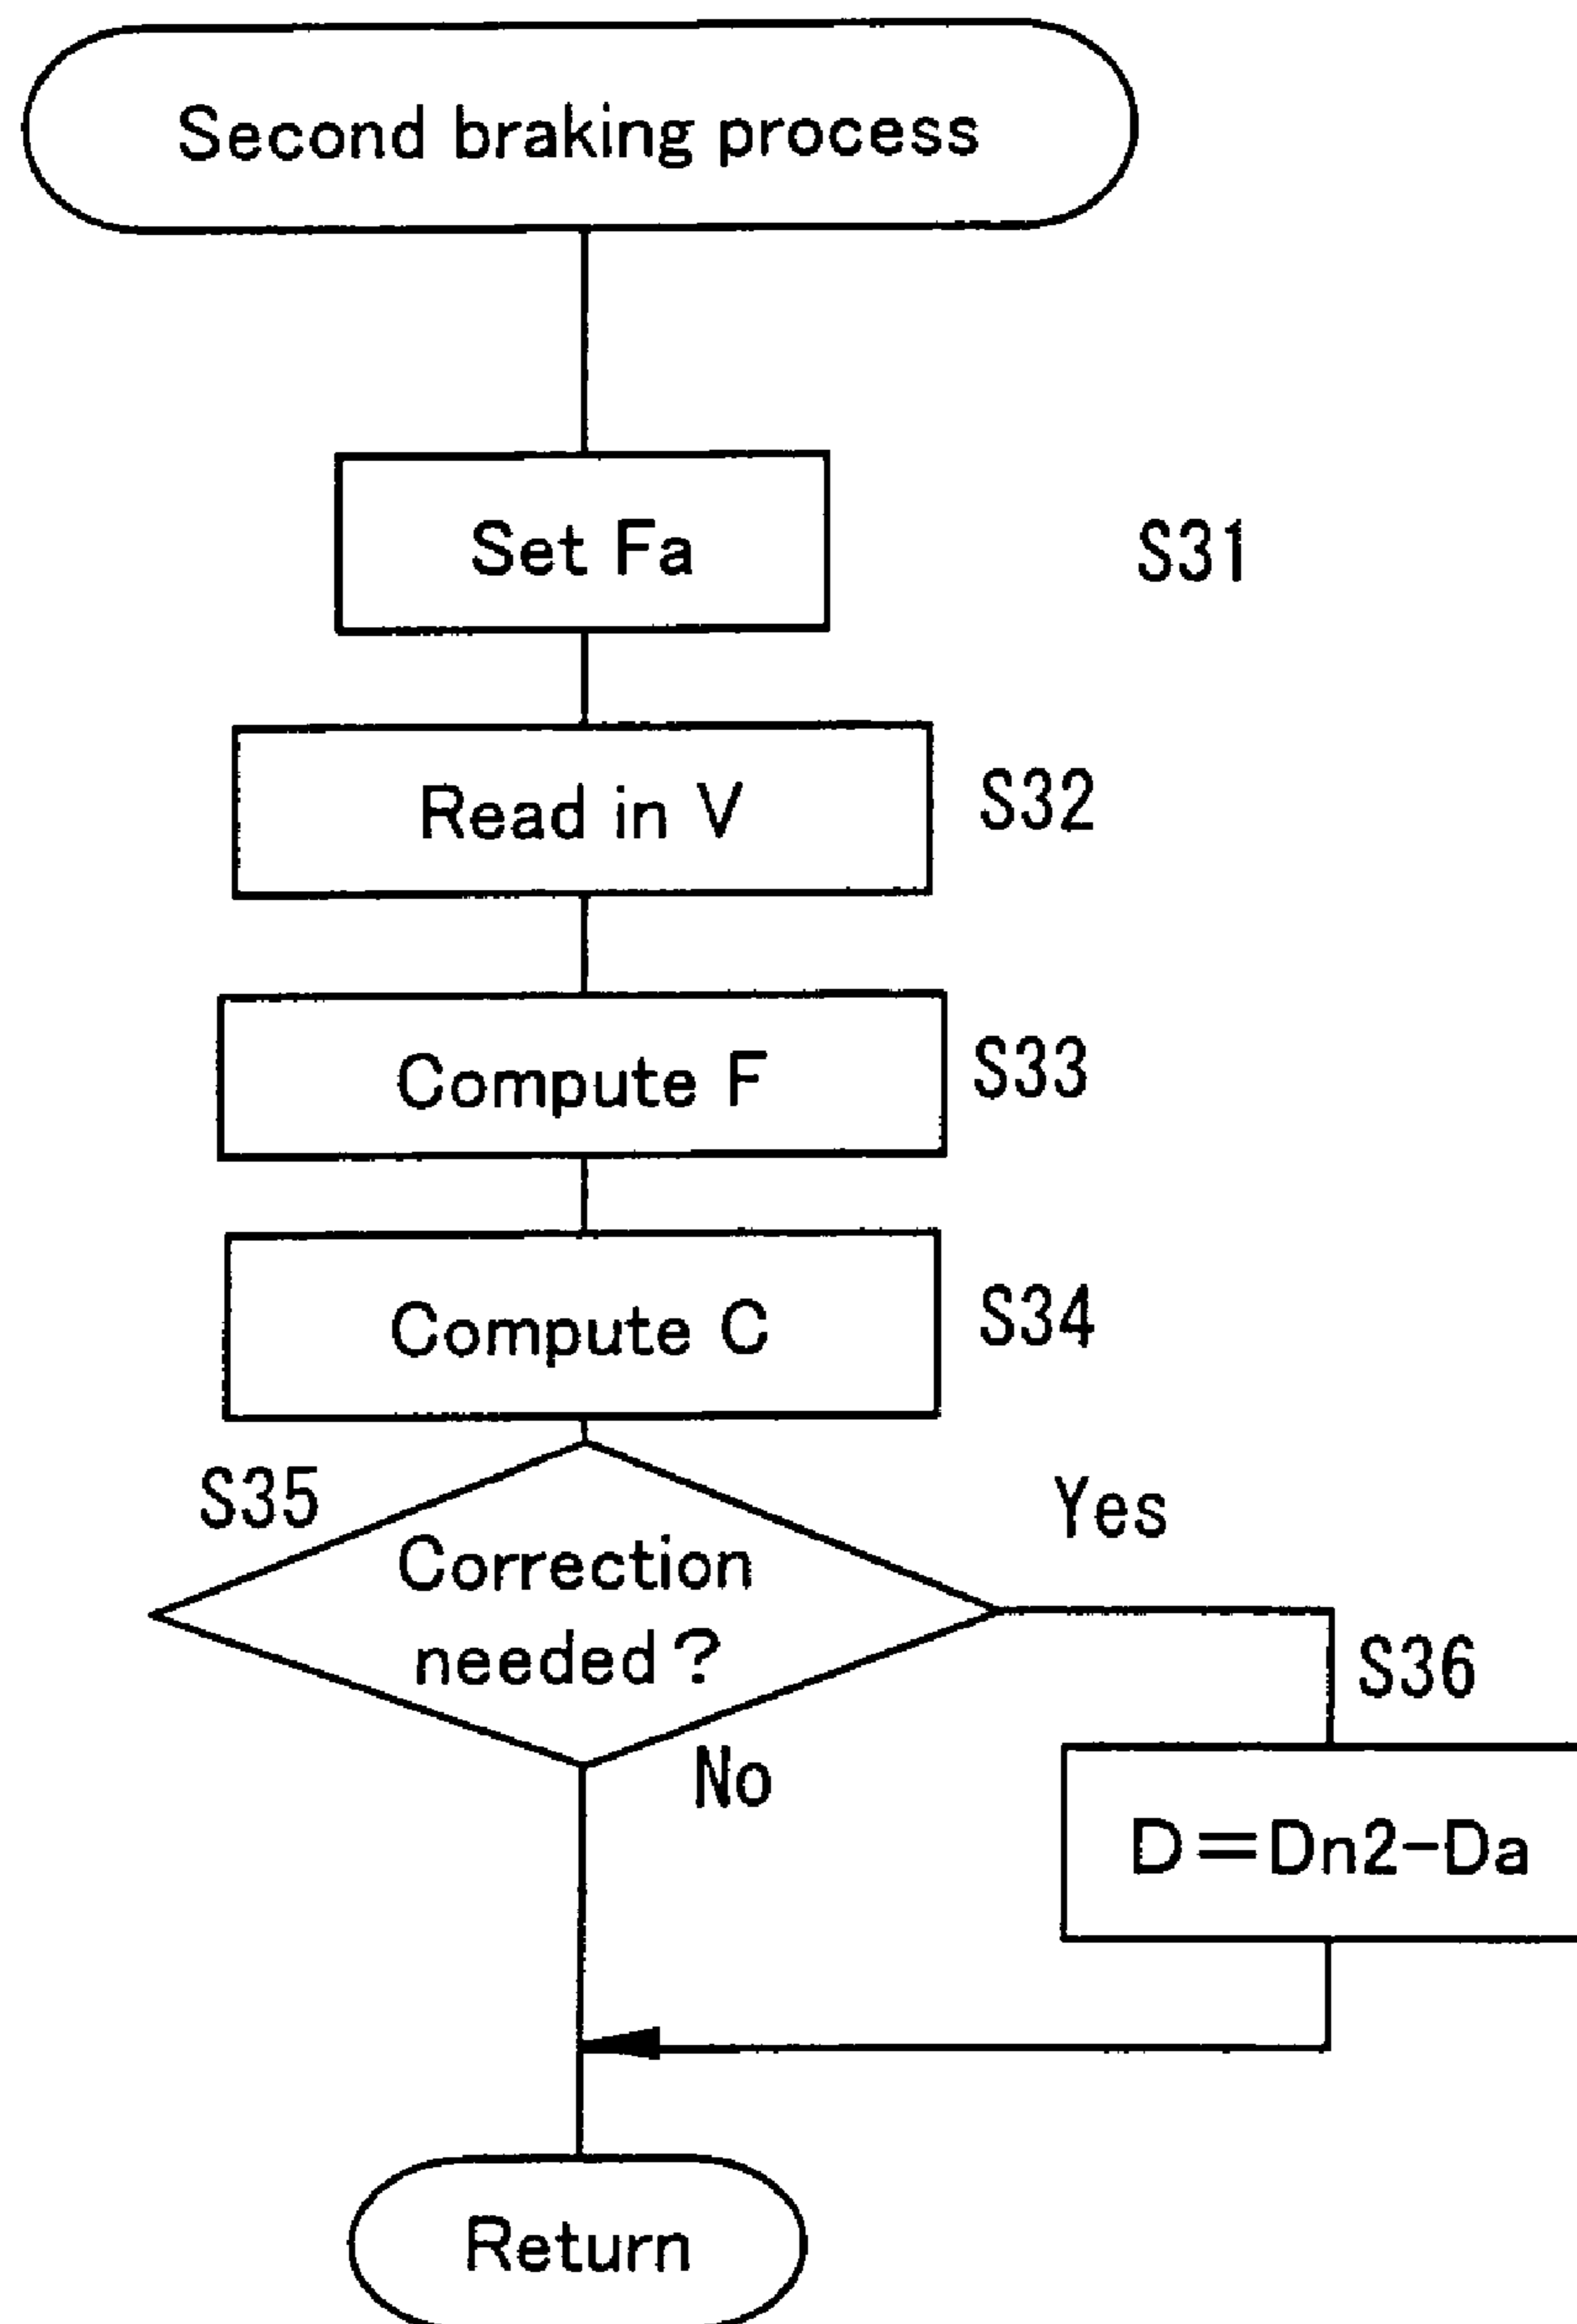 Second braking process
Set Fa
S31
Read in V
S32
Compute F
S33
Compute C
S34
S35
Correction
needed?
Yes
S36
No
D=Dn2-Da
Return